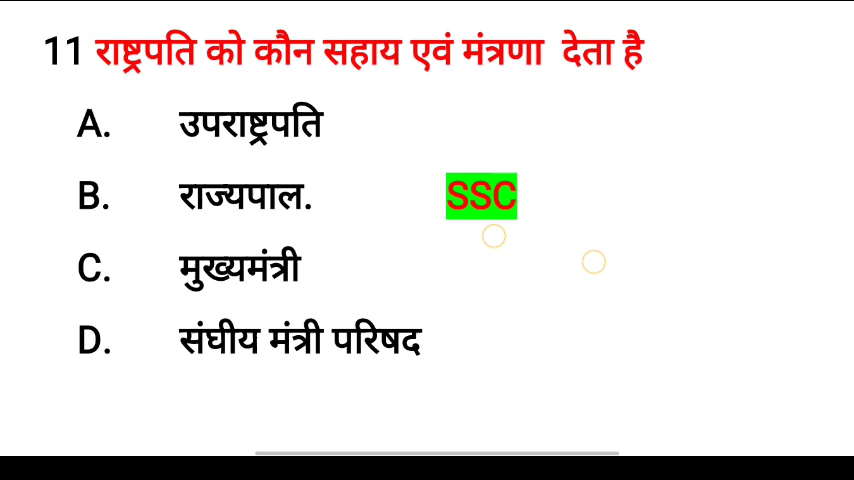 11 राष्ट्रपति को कौन सहाय एवं मंत्रणा देता है
A. उपराष्ट्रपति
B. राज्यपाल. SSC
C. मुख्यमंत्री
D. संघीय मंत्री परिषद